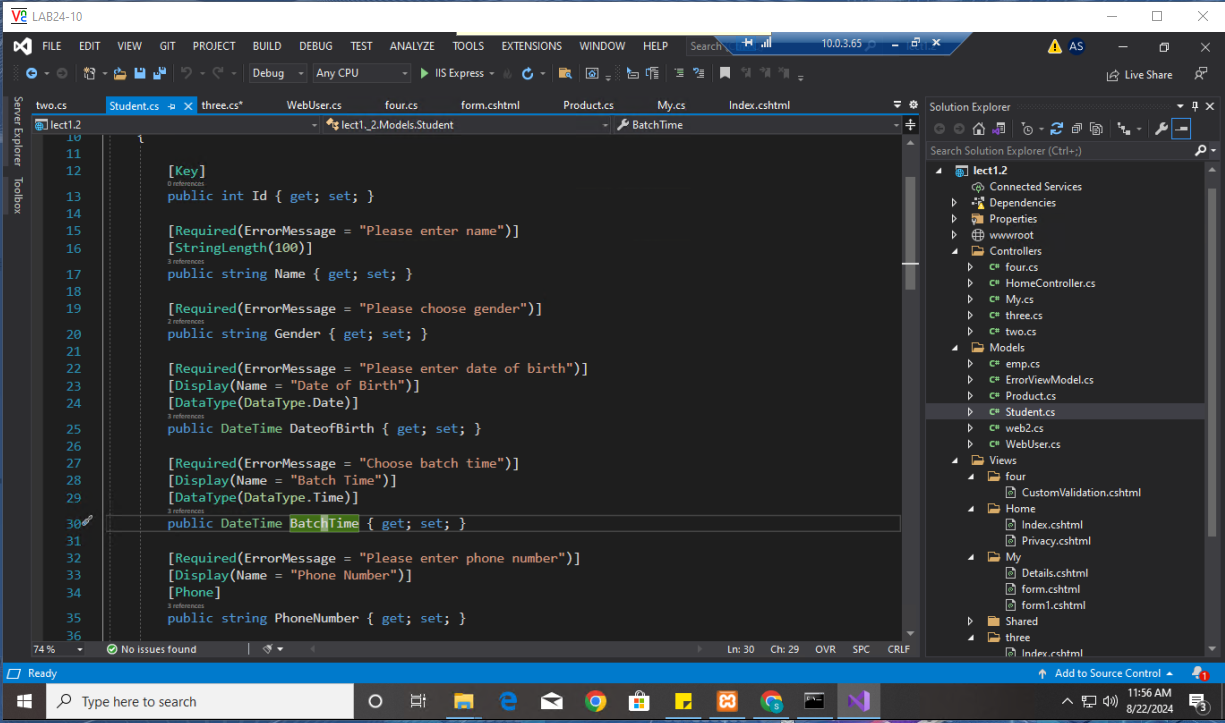 LAB24-10
FILE EDIT VIEW GIT PROJECT BUILD DEBUG TEST ANALYZE TOOLS EXTENSIONS WINDOW HELP Search
10.0.3.65
AS
Debug Any CPU IIS Express
Live Share
two.cs Student.cs three.cs* WebUser.cs four.cs form.cshtml Product.cs My.cs Index.cshtml
lect1.2 lect1._2.Models.Student BatchTime
Server Explorer
Toolbox
10 {
11
12 [Key]
0 references
13 public int Id { get; set; }
14
15 [Required(ErrorMessage = "Please enter name")]
16 [StringLength(100)]
3 references
17 public string Name { get; set; }
18
19 [Required(ErrorMessage = "Please choose gender")]
2 references
20 public string Gender { get; set; }
21
22 [Required(ErrorMessage = "Please enter date of birth")]
23 [Display(Name = "Date of Birth")]
24 [DataType(DataType.Date)]
3 references
25 public DateTime DateofBirth { get; set; }
26
27 [Required(ErrorMessage = "Choose batch time")]
28 [Display(Name = "Batch Time")]
29 [DataType(DataType.Time)]
3 references
30 public DateTime BatchTime { get; set; }
31
32 [Required(ErrorMessage = "Please enter phone number")]
33 [Display(Name = "Phone Number")]
34 [Phone]
3 references
35 public string PhoneNumber { get; set; }
36
74 % No issues found Ln: 30 Ch: 29 OVR SPC CRLF
Solution Explorer
Search Solution Explorer (Ctrl+;)
lect1.2
Connected Services
Dependencies
Properties
wwwroot
Controllers
C# four.cs
C# HomeController.cs
C# My.cs
C# three.cs
C# two.cs
Models
C# emp.cs
C# ErrorViewModel.cs
C# Product.cs
C# Student.cs
C# web2.cs
C# WebUser.cs
Views
four
CustomValidation.cshtml
Home
Index.cshtml
Privacy.cshtml
My
Details.cshtml
form.cshtml
form1.cshtml
Shared
three
Index.cshtml
Ready Add to Source Control 1
Type here to search
11:56 AM
8/22/2024
3